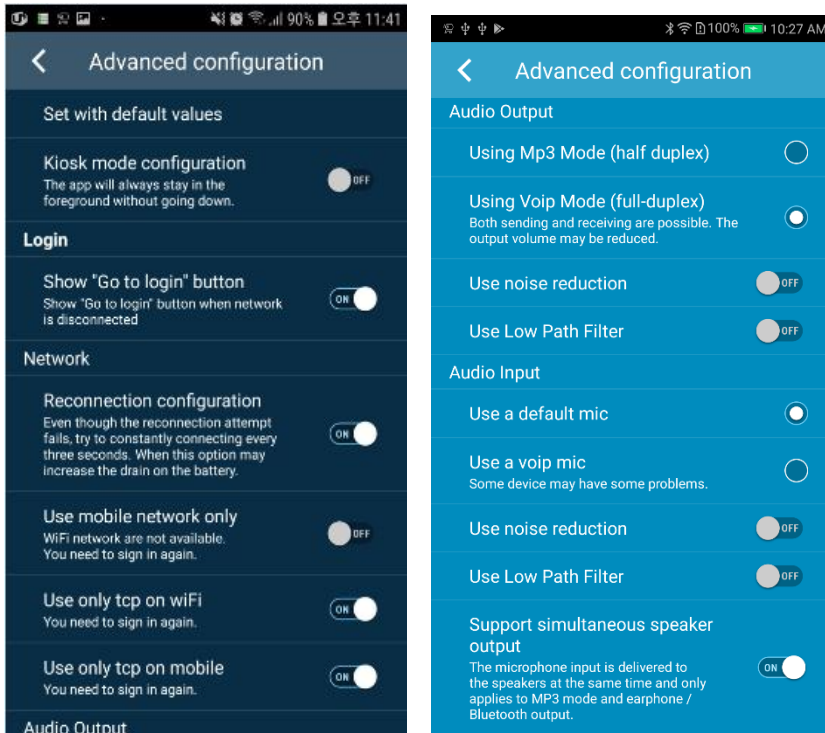 90% 오후 11:41
Advanced configuration
Set with default values
Kiosk mode configuration
The app will always stay in the
foreground without going down.
OFF
Login
Show "Go to login" button
Show "Go to login" button when network
is disconnected
ON
Network
Reconnection configuration
Even though the reconnection attempt
fails, try to constantly connecting every
three seconds. When this option may
increase the drain on the battery.
ON
Use mobile network only
WiFi network are not available.
You need to sign in again.
OFF
Use only tcp on wiFi
You need to sign in again.
ON
Use only tcp on mobile
You need to sign in again.
ON
Audio Output
100% 10:27 AM
Advanced configuration
Audio Output
Using Mp3 Mode (half duplex)
Using Voip Mode (full-duplex)
Both sending and receiving are possible. The
output volume may be reduced.
Use noise reduction
OFF
Use Low Path Filter
OFF
Audio Input
Use a default mic
Use a voip mic
Some device may have some problems.
Use noise reduction
OFF
Use Low Path Filter
OFF
Support simultaneous speaker
output
The microphone input is delivered to
the speakers at the same time and only
applies to MP3 mode and earphone /
Bluetooth output.
ON